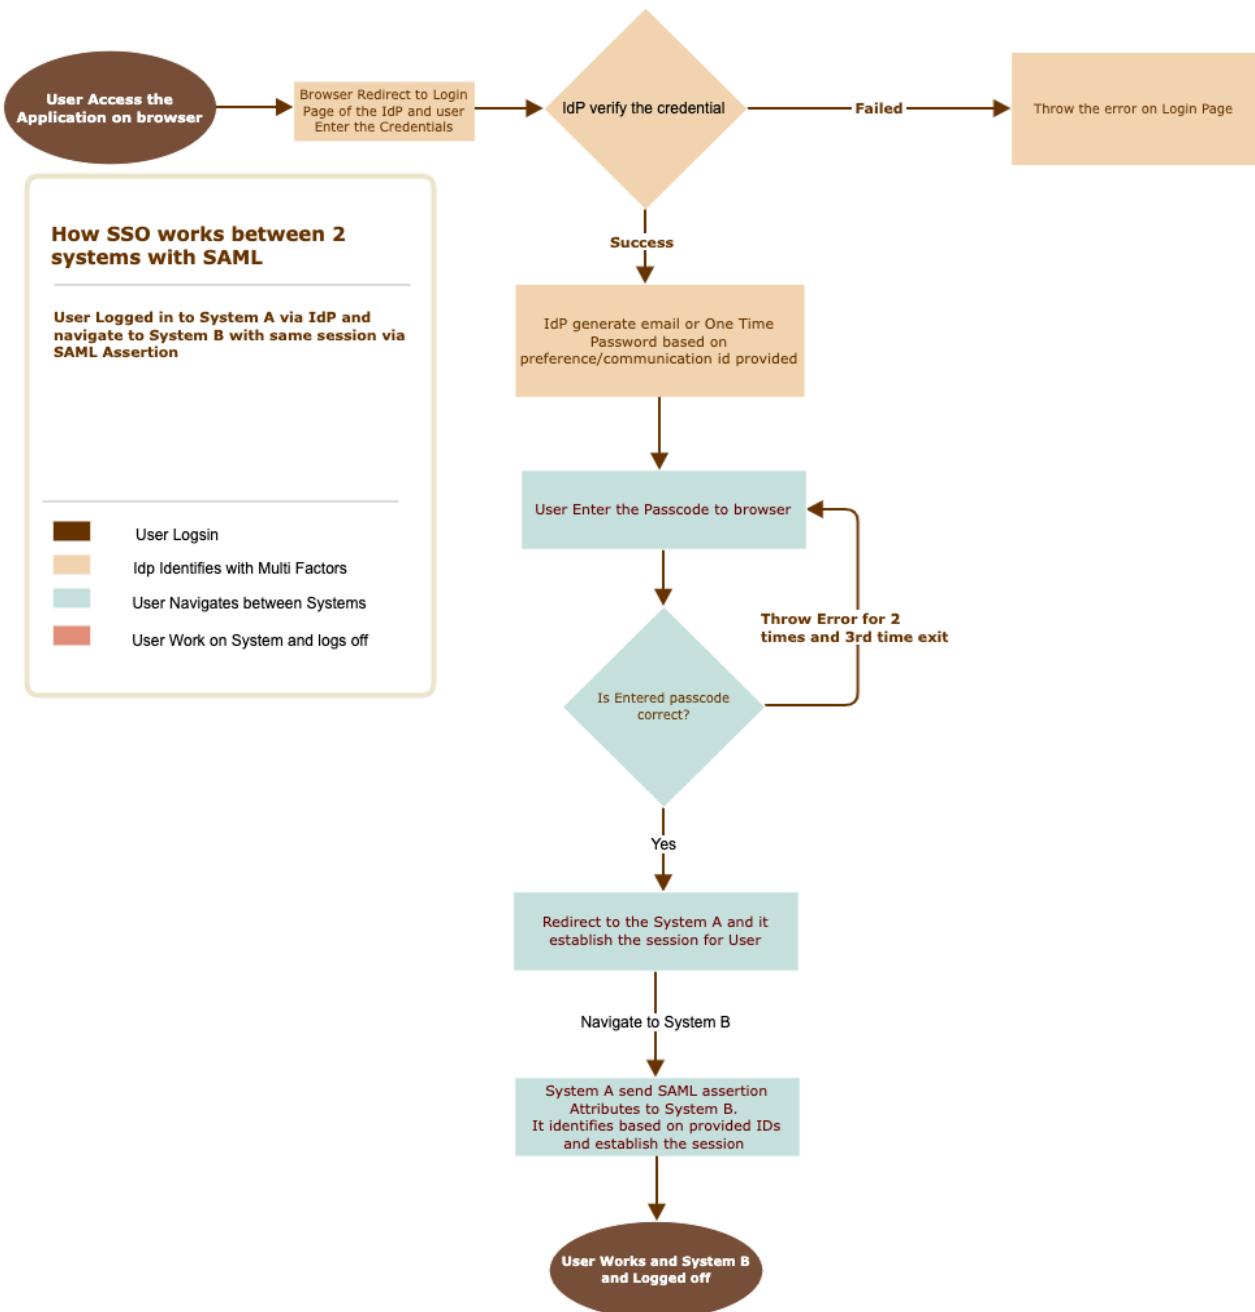 User Access the
Application on browser
Browser Redirect to Login
Page of the IdP and user
Enter the Credentials
IdP verify the credential
Failed
Throw the error on Login Page
How SSO works between 2
systems with SAML
User Logged in to System A via IdP and
navigate to System B with same session via
SAML Assertion
User Logsin
Idp Identifies with Multi Factors
User Navigates between Systems
User Work on System and logs off
Success
IdP generate email or One Time
Password based on
preference/communication id provided
User Enter the Passcode to browser
Throw Error for 2
times and 3rd time exit
Is Entered passcode
correct?
Yes
Redirect to the System A and it
establish the session for User
Navigate to System B
System A send SAML assertion
Attributes to System B.
It identifies based on provided IDs
and establish the session
User Works and System B
and Logged off